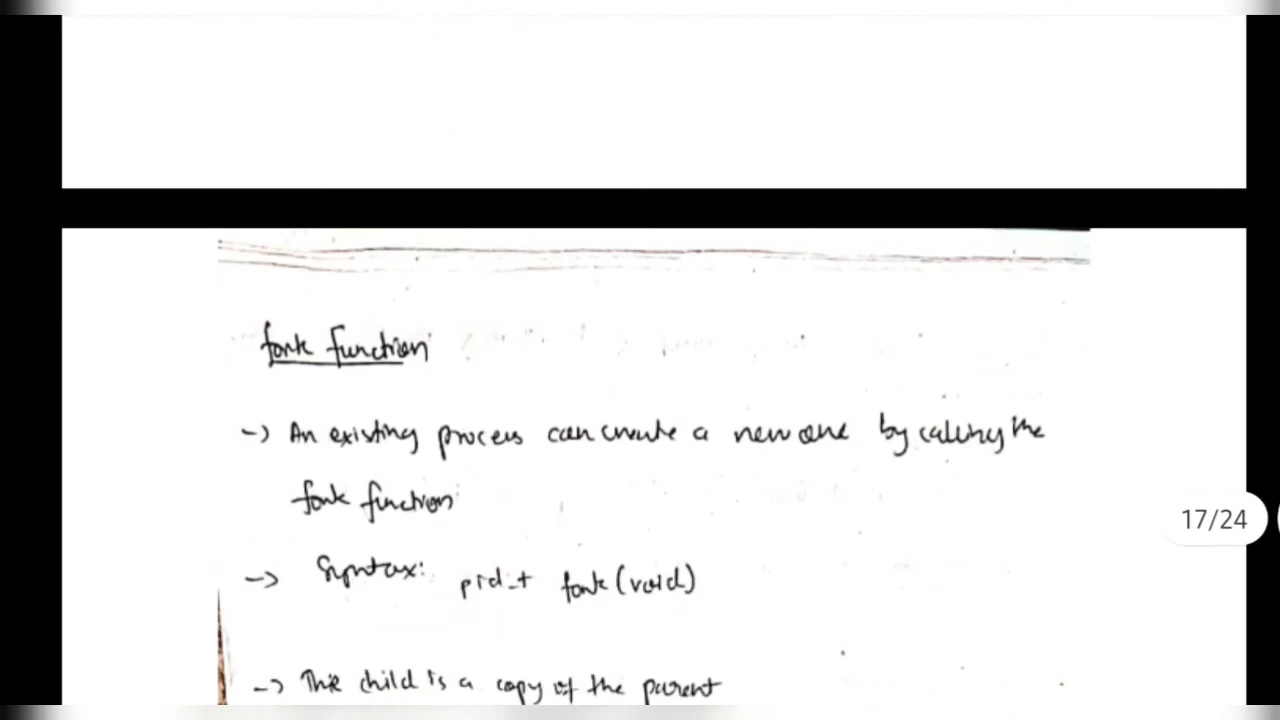 fork function
-> An existing process can create a new one by calling the
fork function
-> Syntax: pid_t fork(void)
17/24
-> The child is a copy of the parent